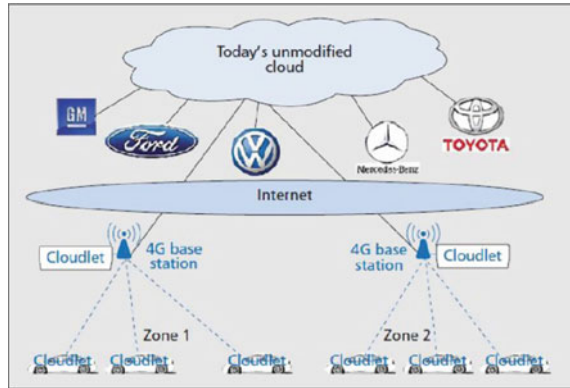 Today's unmodified
cloud
GM
Ford
VW
Mercedes-Benz
TOYOTA
Internet
Cloudlet
4G base
station
4G base
station
Cloudlet
Zone 1
Zone 2
Cloudlet
Cloudlet
Cloudlet
Cloudlet
Cloudlet
Cloudlet